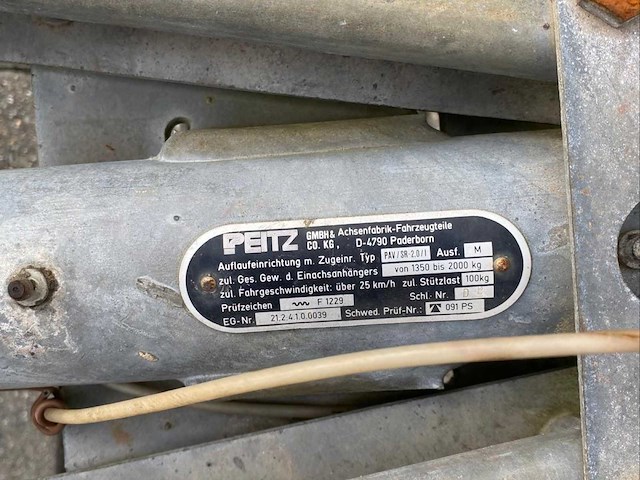 PEITZ GMBH & CO. KG, Achsenfabrik-Fahrzeugteile
D-4790 Paderborn
Auflaufeinrichtung m. Zugeinr. Typ PAV/SR-2,0/I Ausf. M
zul. Ges. Gew. d. Einachsanhängers von 1350 bis 2000 kg
zul. Fahrgeschwindigkeit: über 25 km/h zul. Stützlast 100kg
Prüfzeichen F 1229 Schl.-Nr.
EG-Nr. 21.2.4.1.0.0039 Schwed. Prüf-Nr.: 091 PS